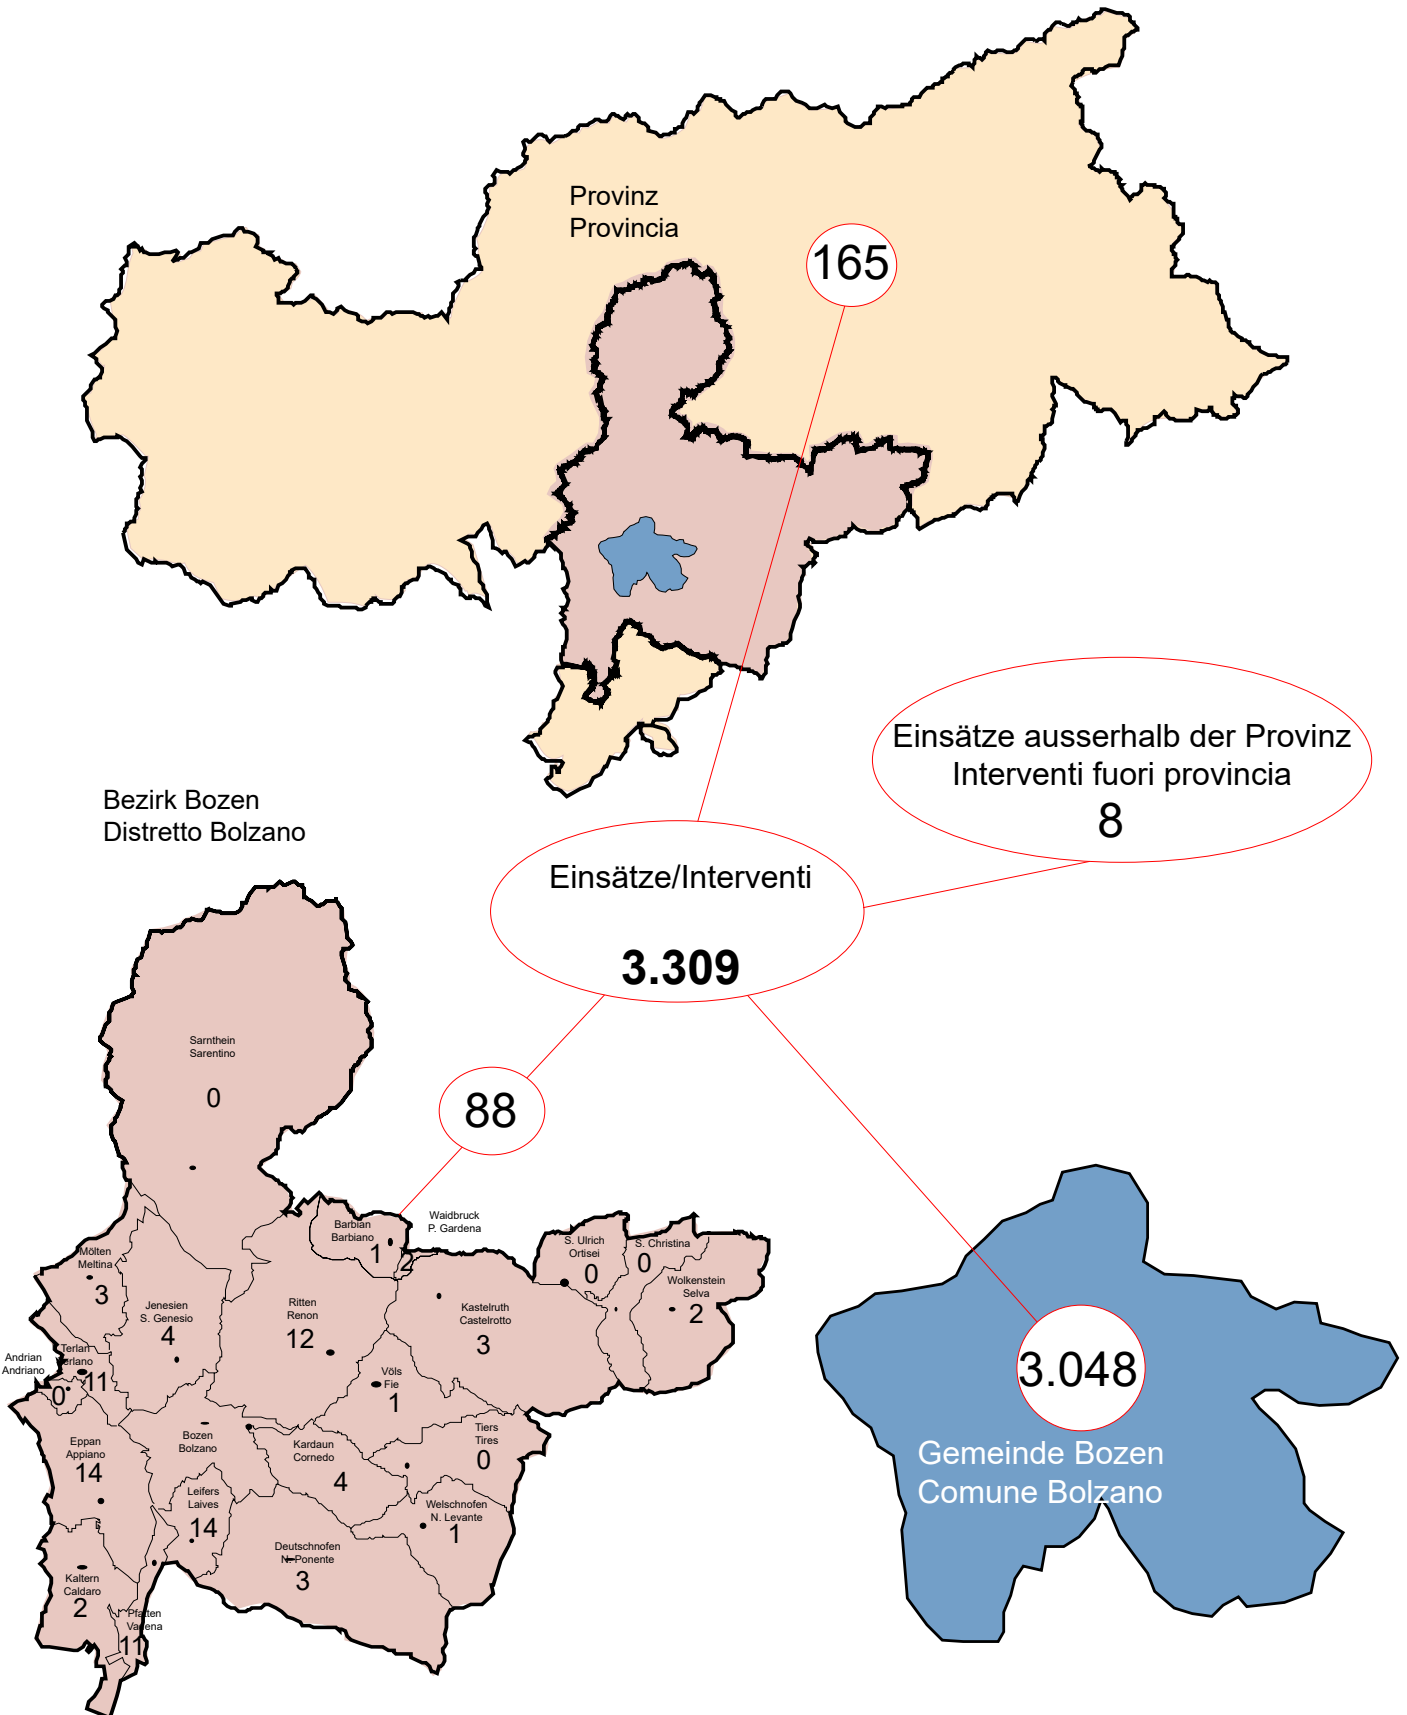 Provinz
Provincia
165
Einsätze ausserhalb der Provinz
Interventi fuori provincia
8
Bezirk Bozen
Distretto Bolzano
Einsätze/Interventi
3.309
88
Sarnthein
Sarentino
0
Waidbruck
P. Gardena
2
Barbian
Barbiano
1
S. Ulrich
Ortisei
0
S. Christina
0
Wolkenstein
Selva
2
Mölten
Meltina
3
Jenesien
S. Genesio
4
Ritten
Renon
12
Kastelruth
Castelrotto
3
Andrian
Andriano
0
Terlan
Terlano
11
Völs
Fie
1
Eppan
Appiano
14
Bozen
Bolzano
Kardaun
Cornedo
4
Tiers
Tires
0
Leifers
Laives
14
Welschnofen
N. Levante
1
Deutschnofen
N. Ponente
3
Kaltern
Caldaro
2
Pfatten
Vadena
11
3.048
Gemeinde Bozen
Comune Bolzano